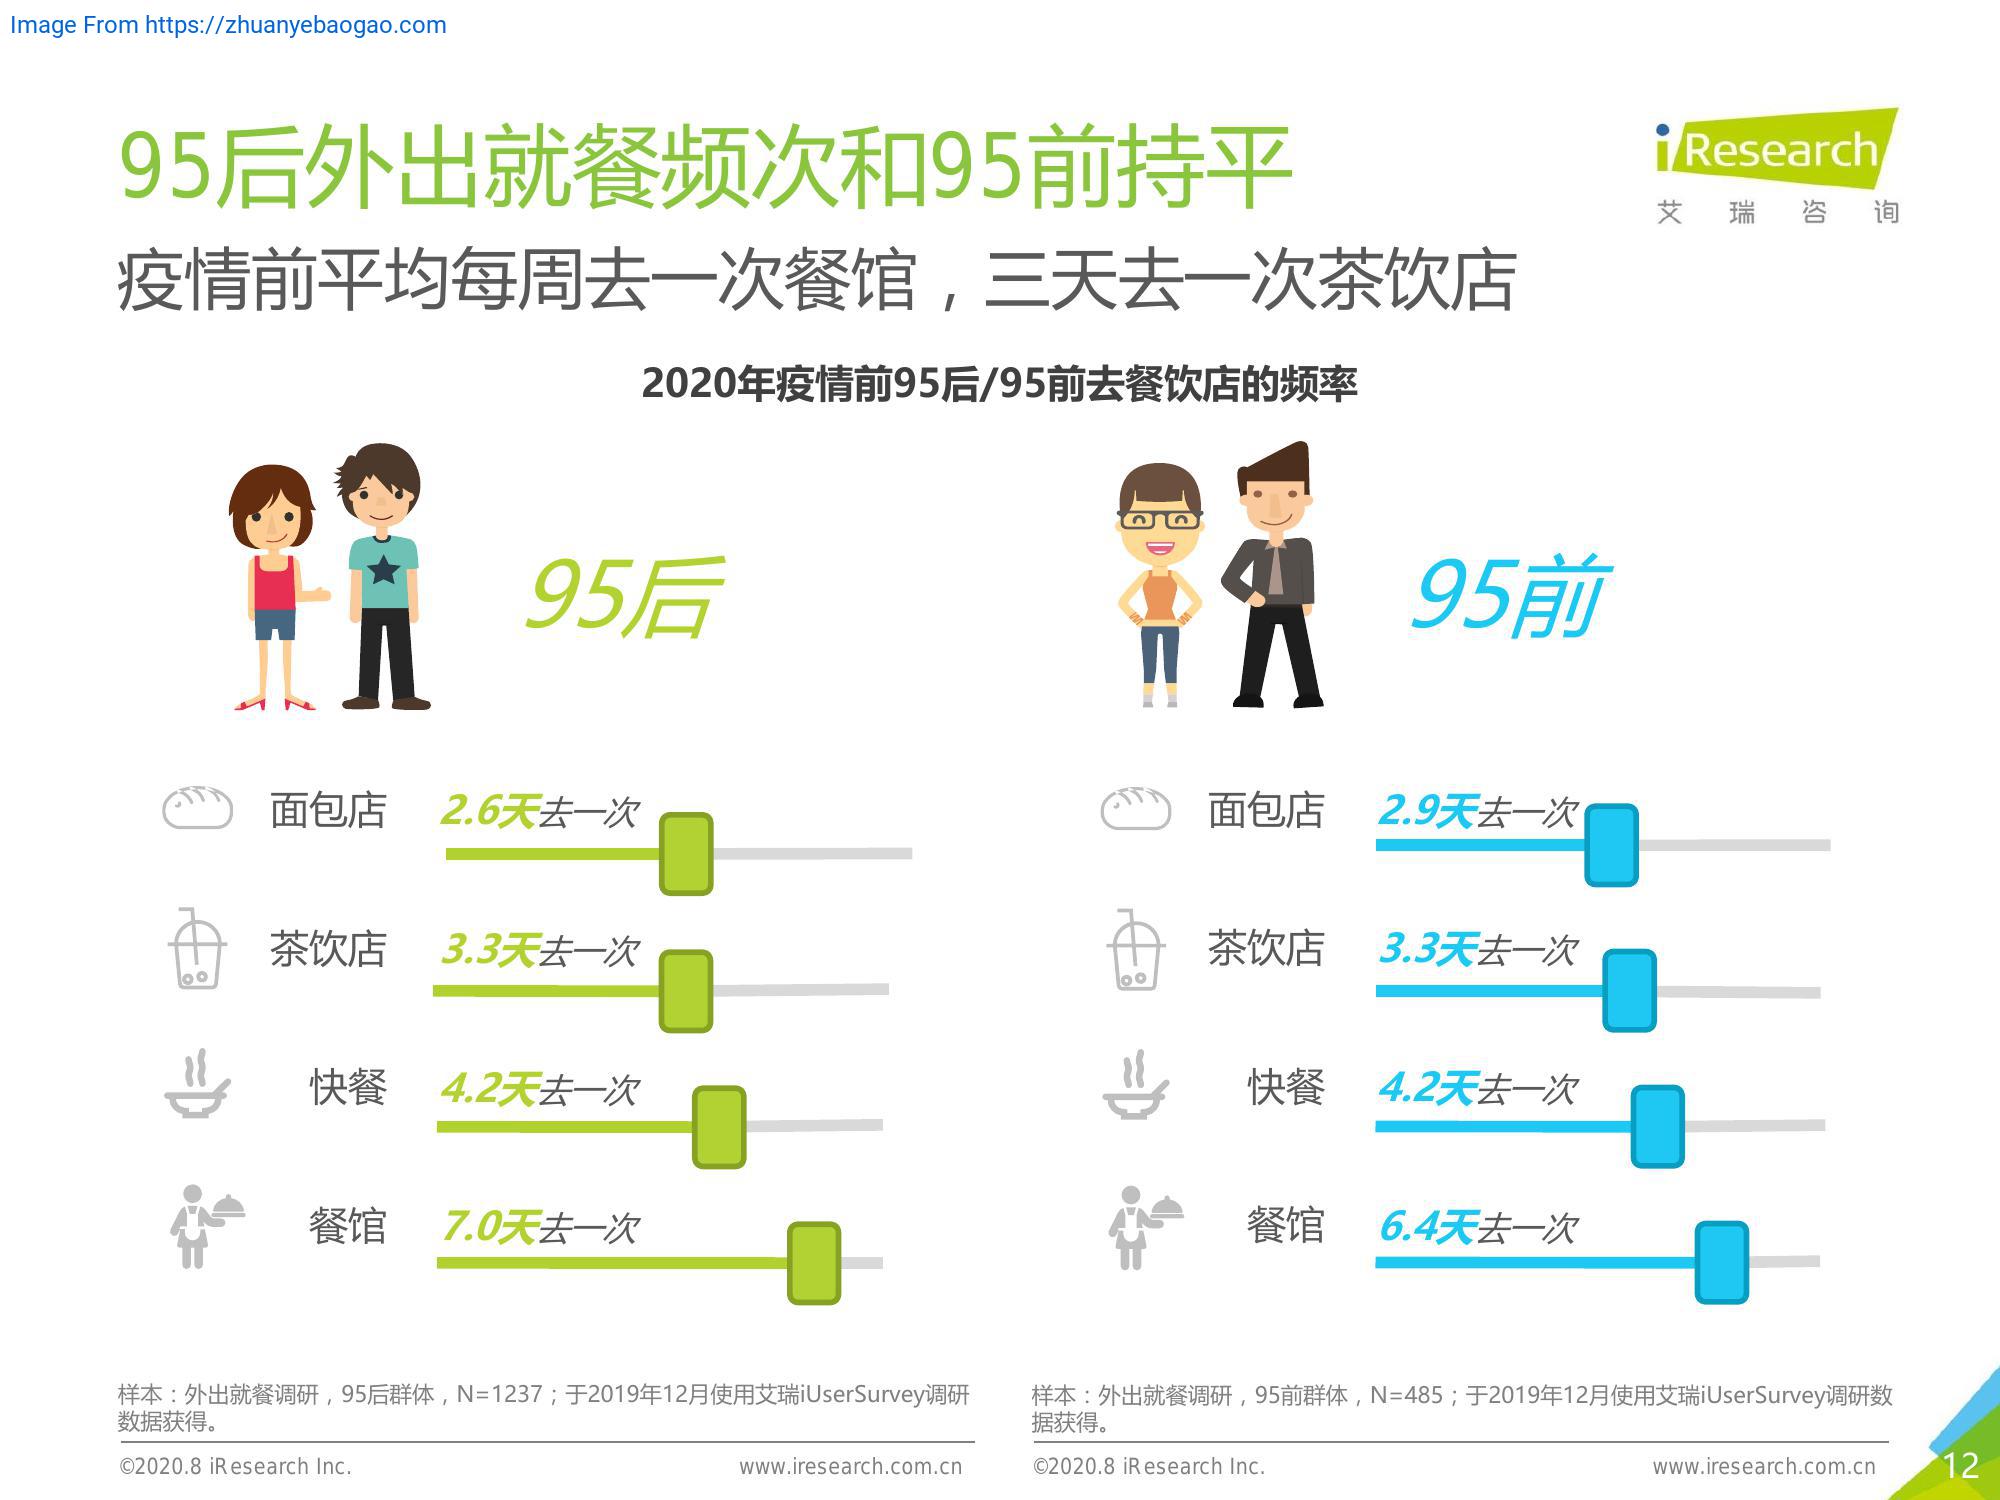 Image From https://zhuanyebaogao.com
95后外出就餐频次和95前持平
iResearch
艾瑞咨询
疫情前平均每周去一次餐馆，三天去一次茶饮店
2020年疫情前95后/95前去餐饮店的频率
95后
95前
面包店 2.6天去一次
面包店 2.9天去一次
茶饮店 3.3天去一次
茶饮店 3.3天去一次
快餐 4.2天去一次
快餐 4.2天去一次
餐馆 7.0天去一次
餐馆 6.4天去一次
样本：外出就餐调研，95后群体，N=1237；于2019年12月使用艾瑞iUserSurvey调研
数据获得。
样本：外出就餐调研，95前群体，N=485；于2019年12月使用艾瑞iUserSurvey调研数
据获得。
©2020.8 iResearch Inc. www.iresearch.com.cn
©2020.8 iResearch Inc. www.iresearch.com.cn
12